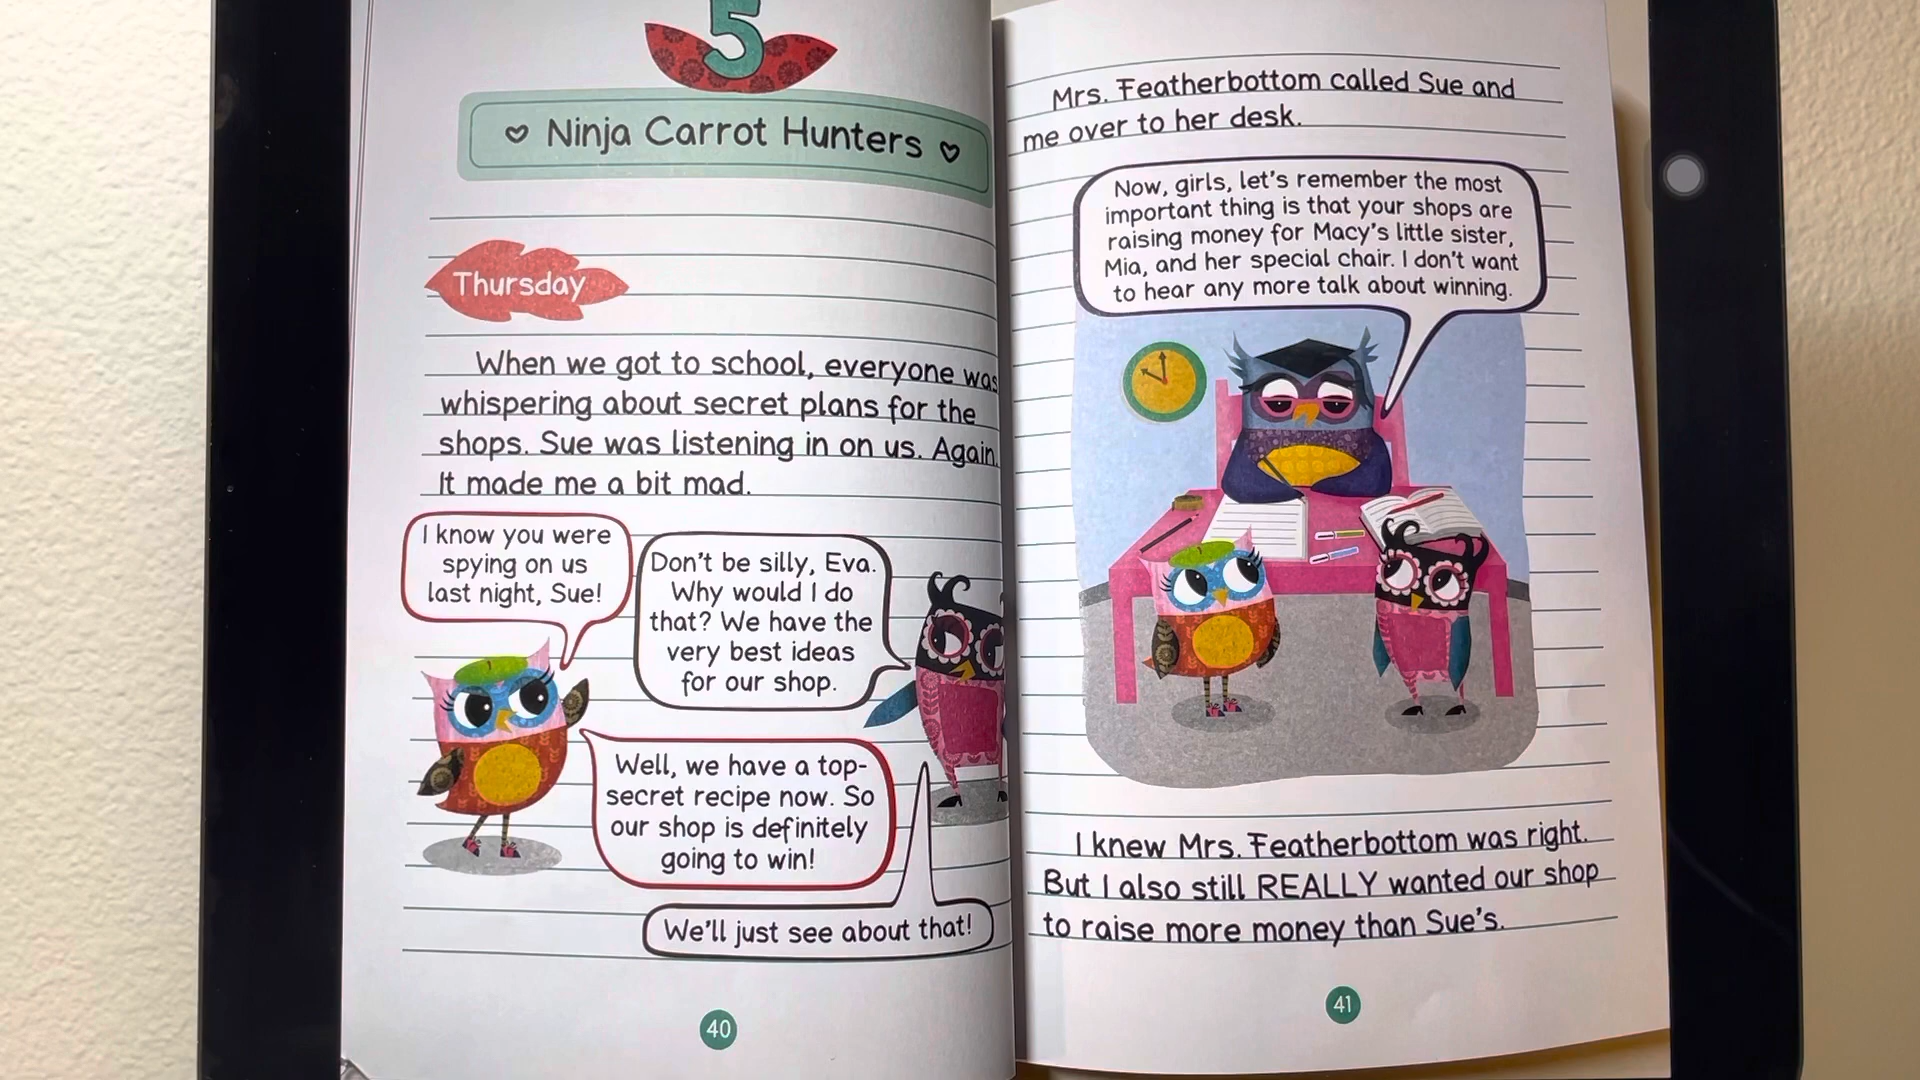 5
Ninja Carrot Hunters
Thursday
When we got to school, everyone was
whispering about secret plans for the
shops. Sue was listening in on us. Again.
It made me a bit mad.
I know you were
spying on us
last night, Sue!
Don't be silly, Eva.
Why would I do
that? We have the
very best ideas
for our shop.
Well, we have a top-
secret recipe now. So
our shop is definitely
going to win!
We'll just see about that!
40
Mrs. Featherbottom called Sue and
me over to her desk.
Now, girls, let's remember the most
important thing is that your shops are
raising money for Macy's little sister,
Mia, and her special chair. I don't want
to hear any more talk about winning.
I knew Mrs. Featherbottom was right.
But I also still REALLY wanted our shop
to raise more money than Sue's.
41